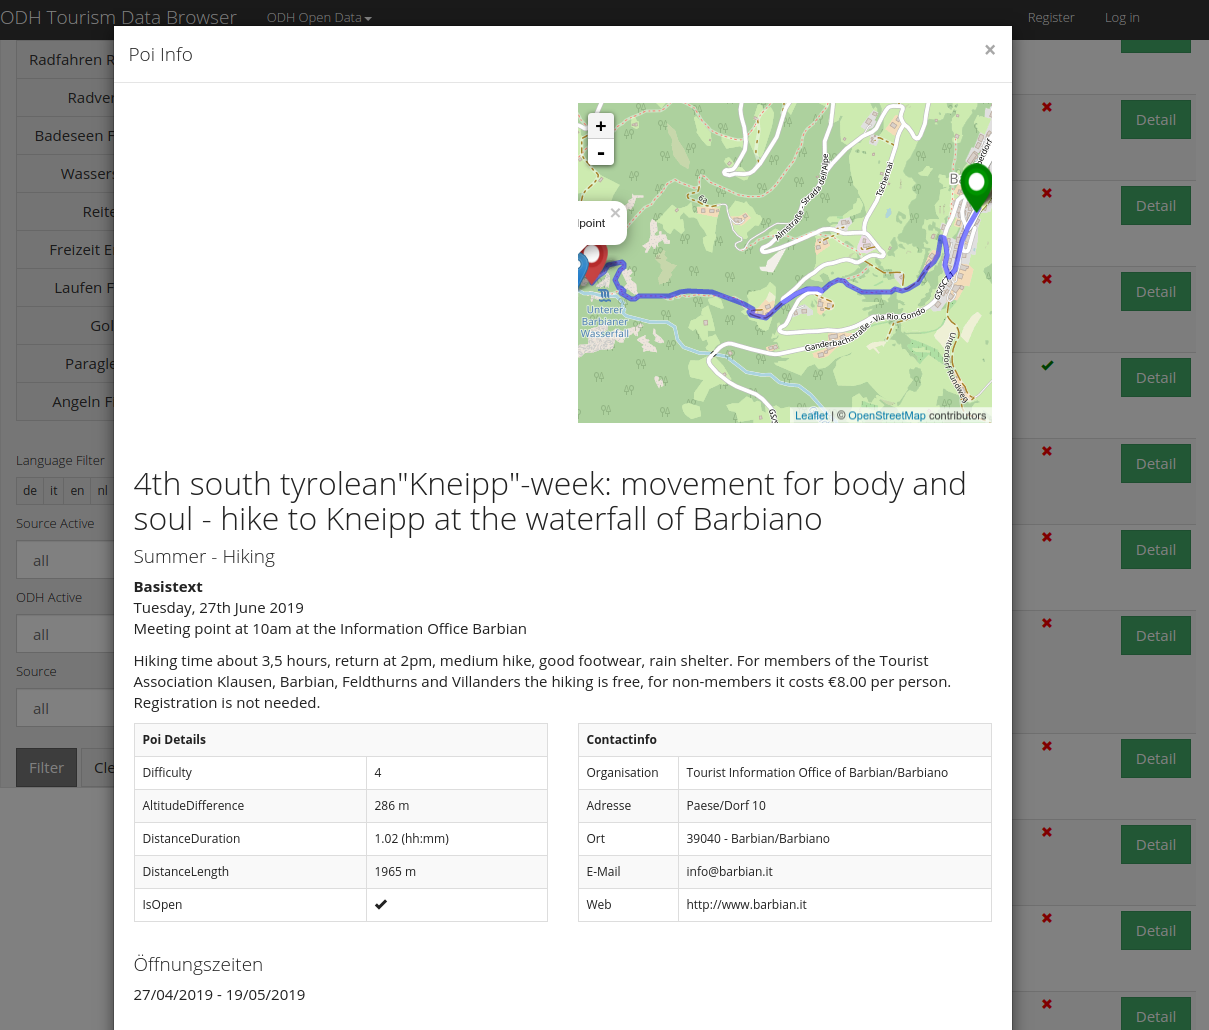 ODH Tourism Data Browser ODH Open Data Register Log in
Poi Info ×
Radfahren R
Radver
Badeseen F
Wassers
Reite
Freizeit E
Laufen F
Gol
Paragle
Angeln F
Language Filter
de it en nl
Source Active
all
ODH Active
all
Source
all
Filter Cle
+
-
lpoint ×
6a
Almstraße - Strada dell'Alpe
Tschernai
Unterer
Barbianer
Wasserfall
Ganderbachstraße - Via Rio Gondo
Unterdorf Rundweg
Leaflet | © OpenStreetMap contributors
4th south tyrolean"Kneipp"-week: movement for body and
soul - hike to Kneipp at the waterfall of Barbiano
Summer - Hiking
Basistext
Tuesday, 27th June 2019
Meeting point at 10am at the Information Office Barbian
Hiking time about 3,5 hours, return at 2pm, medium hike, good footwear, rain shelter. For members of the Tourist
Association Klausen, Barbian, Feldthurns and Villanders the hiking is free, for non-members it costs €8.00 per person.
Registration is not needed.
Poi Details
Difficulty 4
AltitudeDifference 286 m
DistanceDuration 1.02 (hh:mm)
DistanceLength 1965 m
IsOpen
Contactinfo
Organisation Tourist Information Office of Barbian/Barbiano
Adresse Paese/Dorf 10
Ort 39040 - Barbian/Barbiano
E-Mail info@barbian.it
Web http://www.barbian.it
Öffnungszeiten
27/04/2019 - 19/05/2019
Detail
Detail
Detail
Detail
Detail
Detail
Detail
Detail
Detail
Detail
Detail